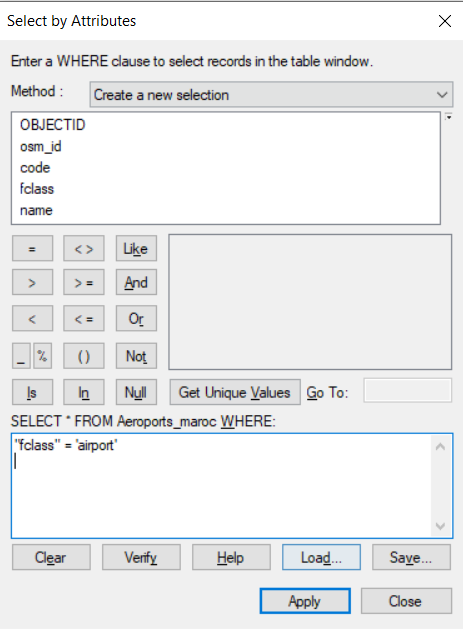 Select by Attributes
Enter a WHERE clause to select records in the table window.
Method : Create a new selection
OBJECTID
osm_id
code
fclass
name
= < > Like
> > = And
< < = Or
_ % ( ) Not
Is In Null Get Unique Values Go To:
SELECT * FROM Aeroports_maroc WHERE:
"fclass" = 'airport'
Clear Verify Help Load... Save...
Apply Close